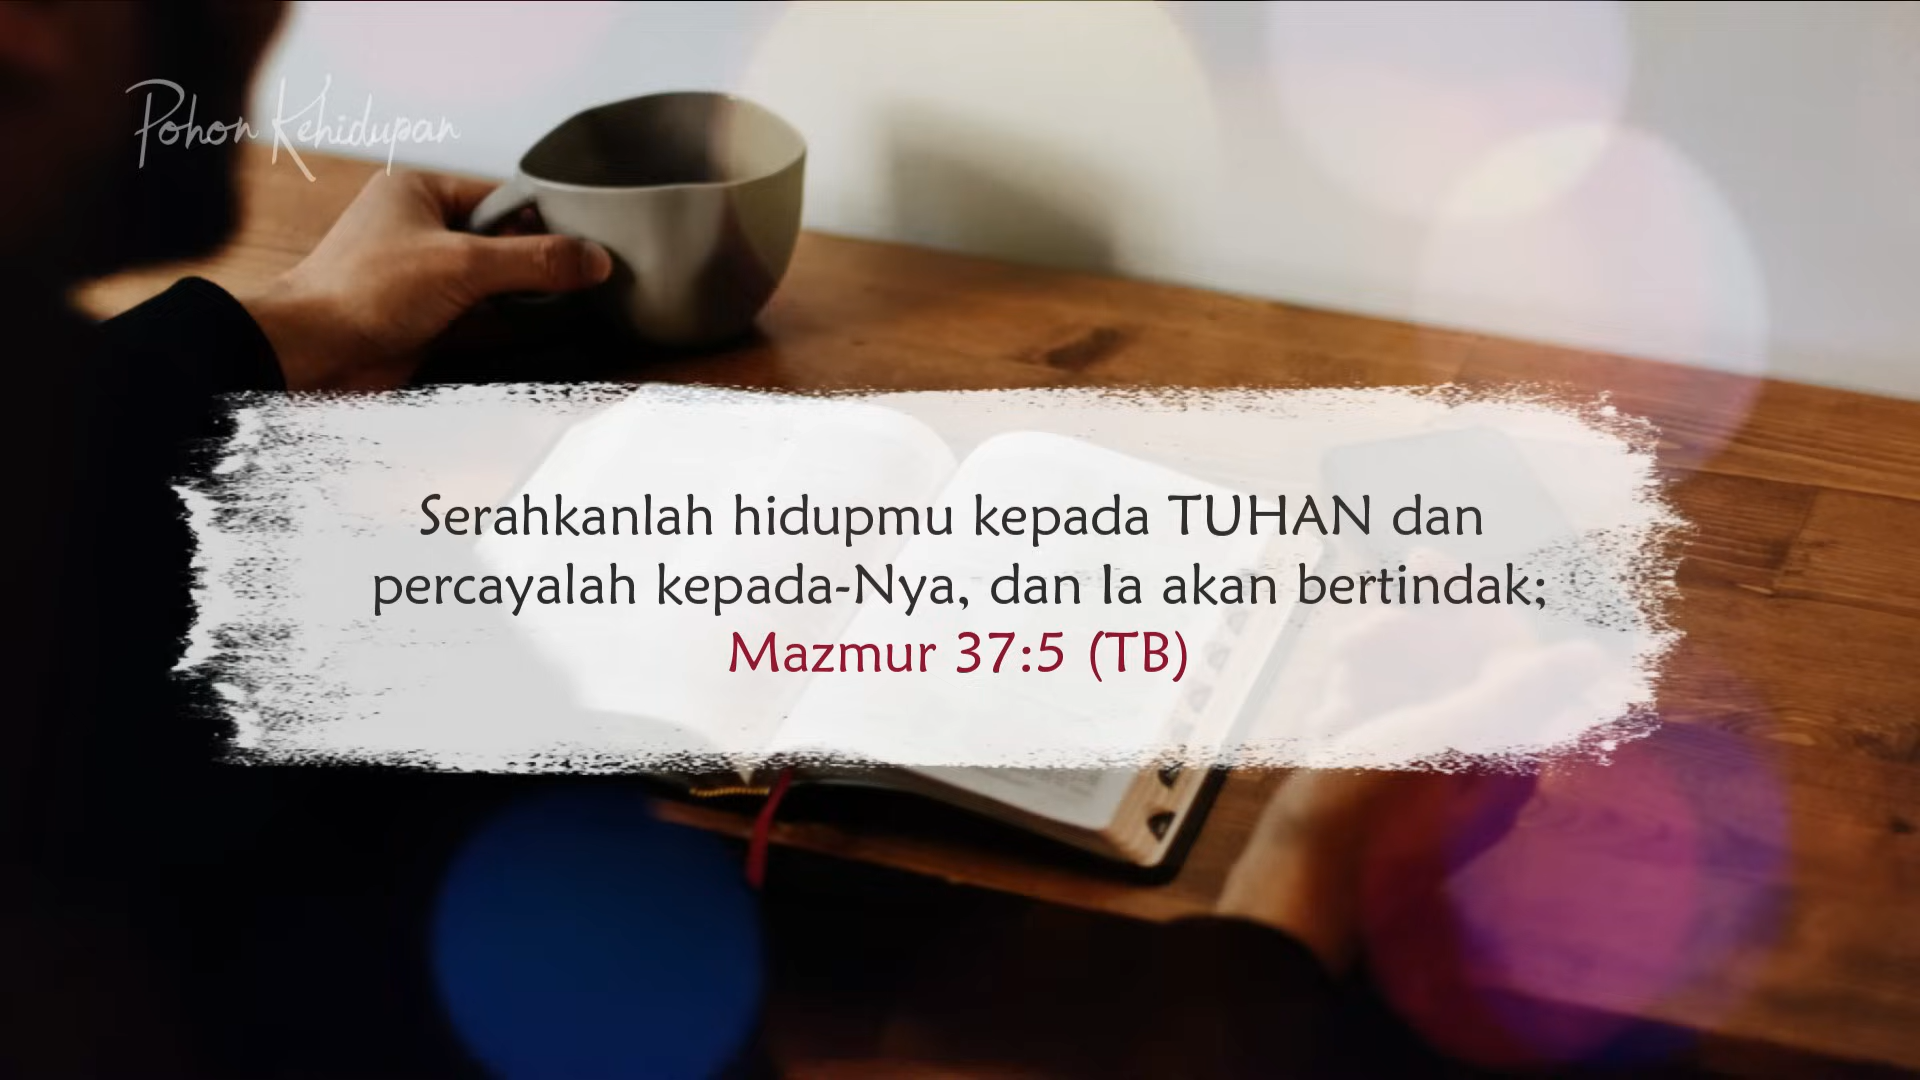 Pohon Kehidupan
Serahkanlah hidupmu kepada TUHAN dan
percayalah kepada-Nya, dan Ia akan bertindak;
Mazmur 37:5 (TB)